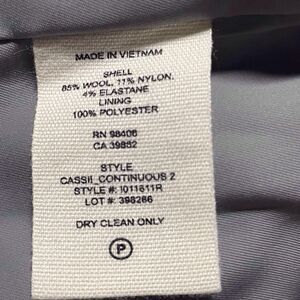 MADE IN VIETNAM
SHELL
85% WOOL, 11% NYLON,
4% ELASTANE
LINING
100% POLYESTER
RN 98406
CA 39882
STYLE
CASSII_CONTINUOUS 2
STYLE #: I011611R
LOT #: 398266
DRY CLEAN ONLY
P